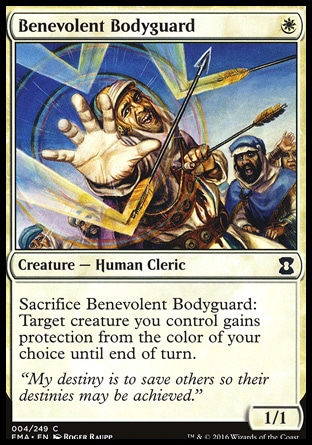 Benevolent Bodyguard
Creature — Human Cleric
Sacrifice Benevolent Bodyguard:
Target creature you control gains
protection from the color of your
choice until end of turn.
“My destiny is to save others so their
destinies may be achieved.”
1/1
004/249 C
EMA • EN Roger Raupp
™ & © 2016 Wizards of the Coast